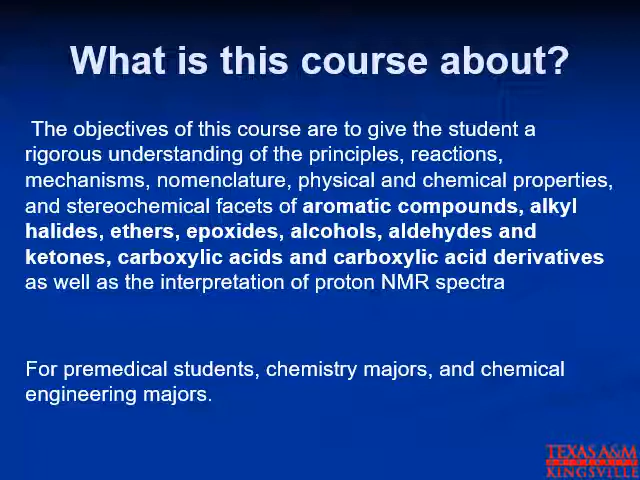 What is this course about?
The objectives of this course are to give the student a
rigorous understanding of the principles, reactions,
mechanisms, nomenclature, physical and chemical properties,
and stereochemical facets of aromatic compounds, alkyl
halides, ethers, epoxides, alcohols, aldehydes and
ketones, carboxylic acids and carboxylic acid derivatives
as well as the interpretation of proton NMR spectra
For premedical students, chemistry majors, and chemical
engineering majors.
TEXAS A&M
KINGSVILLE